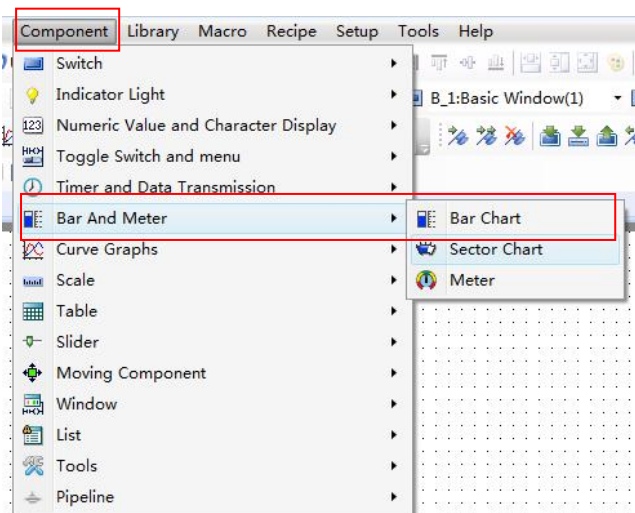 Component Library Macro Recipe Setup Tools Help
Switch
Indicator Light
B_1:Basic Window(1)
123 Numeric Value and Character Display
Toggle Switch and menu
Timer and Data Transmission
Bar And Meter
Bar Chart
Curve Graphs
Sector Chart
Scale
Meter
Table
Slider
Moving Component
Window
List
Tools
Pipeline